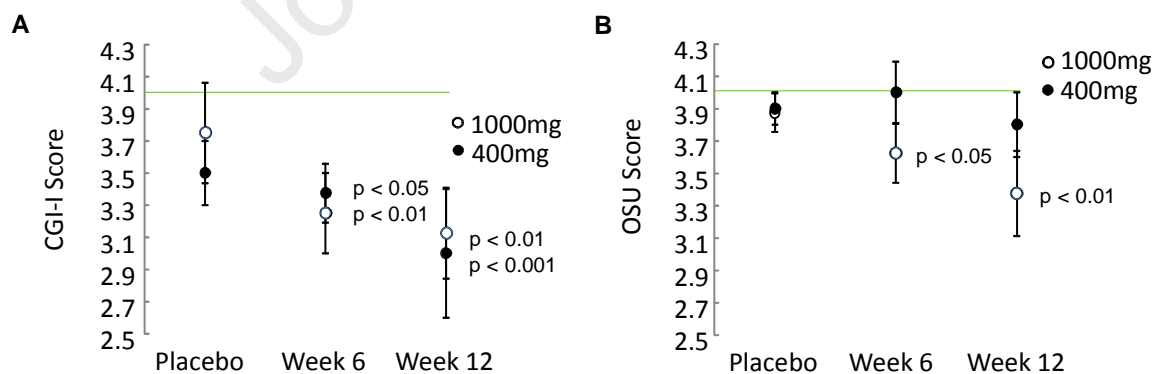 A
CGI-I Score
4.3
4.1
3.9
3.7
3.5
3.3
3.1
2.9
2.7
2.5
1000mg
400mg
p < 0.05
p < 0.01
p < 0.01
p < 0.001
Placebo Week 6 Week 12
B
OSU Score
4.3
4.1
3.9
3.7
3.5
3.3
3.1
2.9
2.7
2.5
1000mg
400mg
p < 0.05
p < 0.01
Placebo Week 6 Week 12